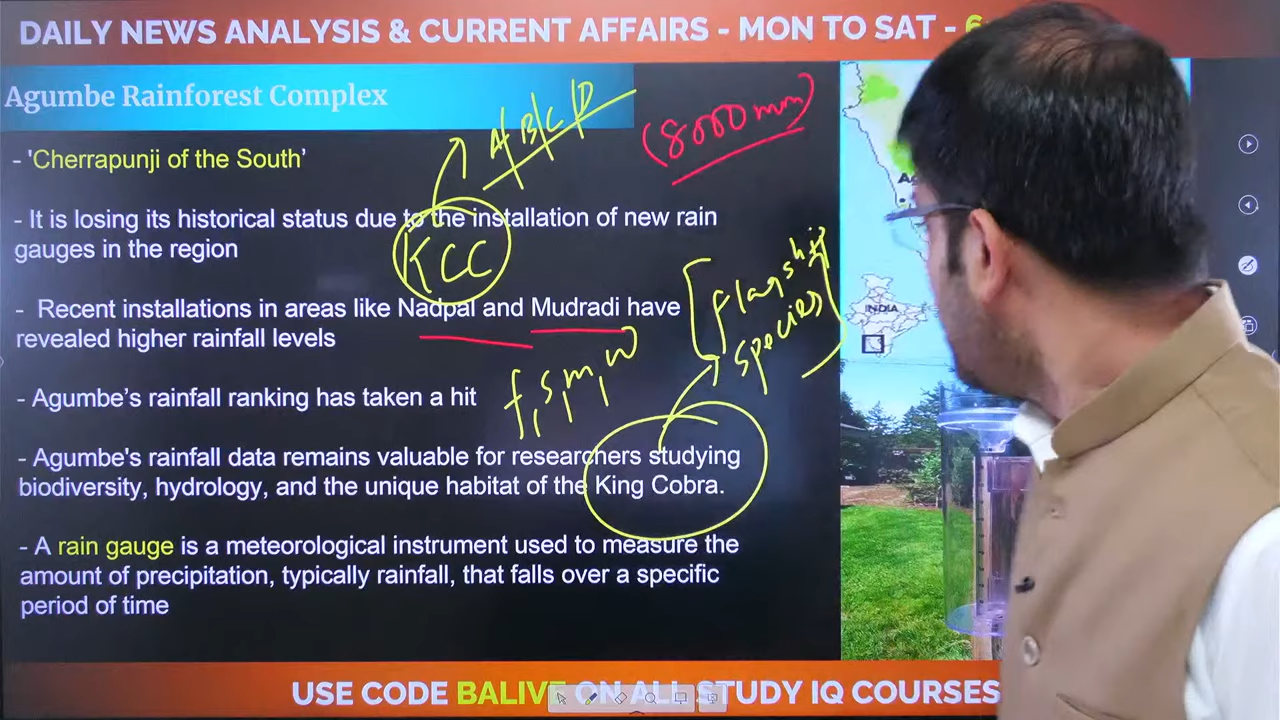 DAILY NEWS ANALYSIS & CURRENT AFFAIRS - MON TO SAT - 6
Agumbe Rainforest Complex
A/B/C/D
(8000mm)
- 'Cherrapunji of the South'
- It is losing its historical status due to the installation of new rain
gauges in the region
KCC
- Recent installations in areas like Nadpal and Mudradi have
revealed higher rainfall levels
flagship
species
- Agumbe's rainfall ranking has taken a hit
f, s, m, w
- Agumbe's rainfall data remains valuable for researchers studying
biodiversity, hydrology, and the unique habitat of the King Cobra.
- A rain gauge is a meteorological instrument used to measure the
amount of precipitation, typically rainfall, that falls over a specific
period of time
INDIA
USE CODE BALIVE ON ALL STUDY IQ COURSES